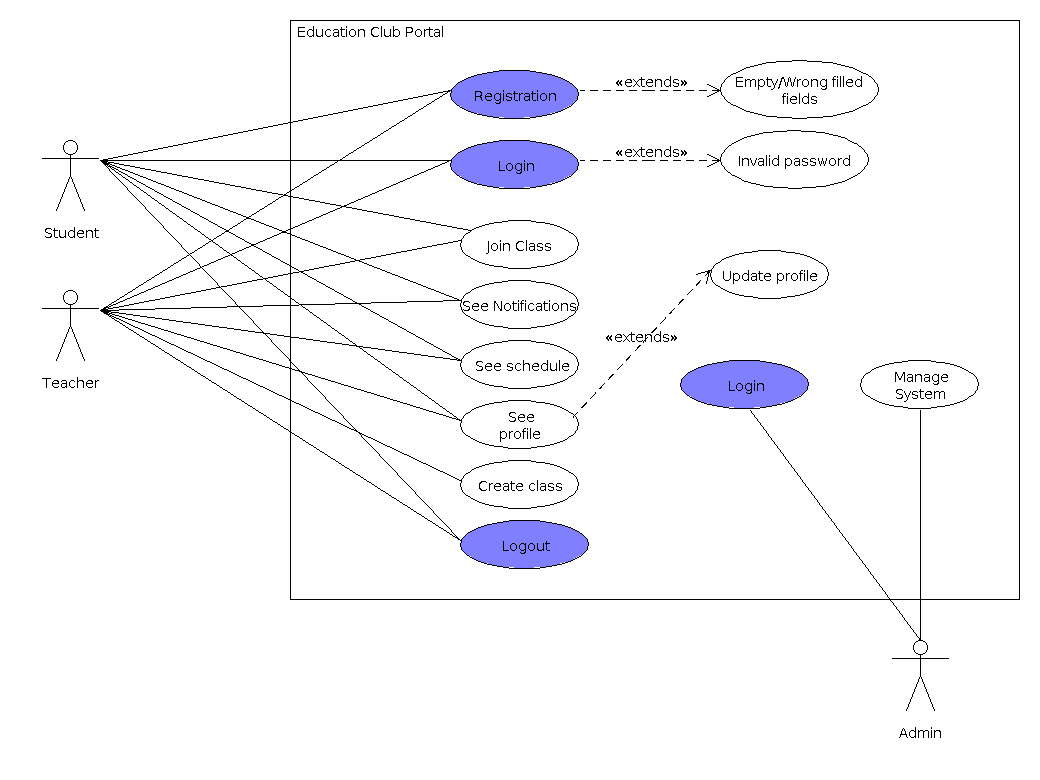 Education Club Portal
Registration
«extends»
Empty/Wrong filled
fields
Login
«extends»
Invalid password
Student
Join Class
Update profile
See Notifications
Teacher
«extends»
See schedule
Login
Manage
System
See
profile
Create class
Logout
Admin